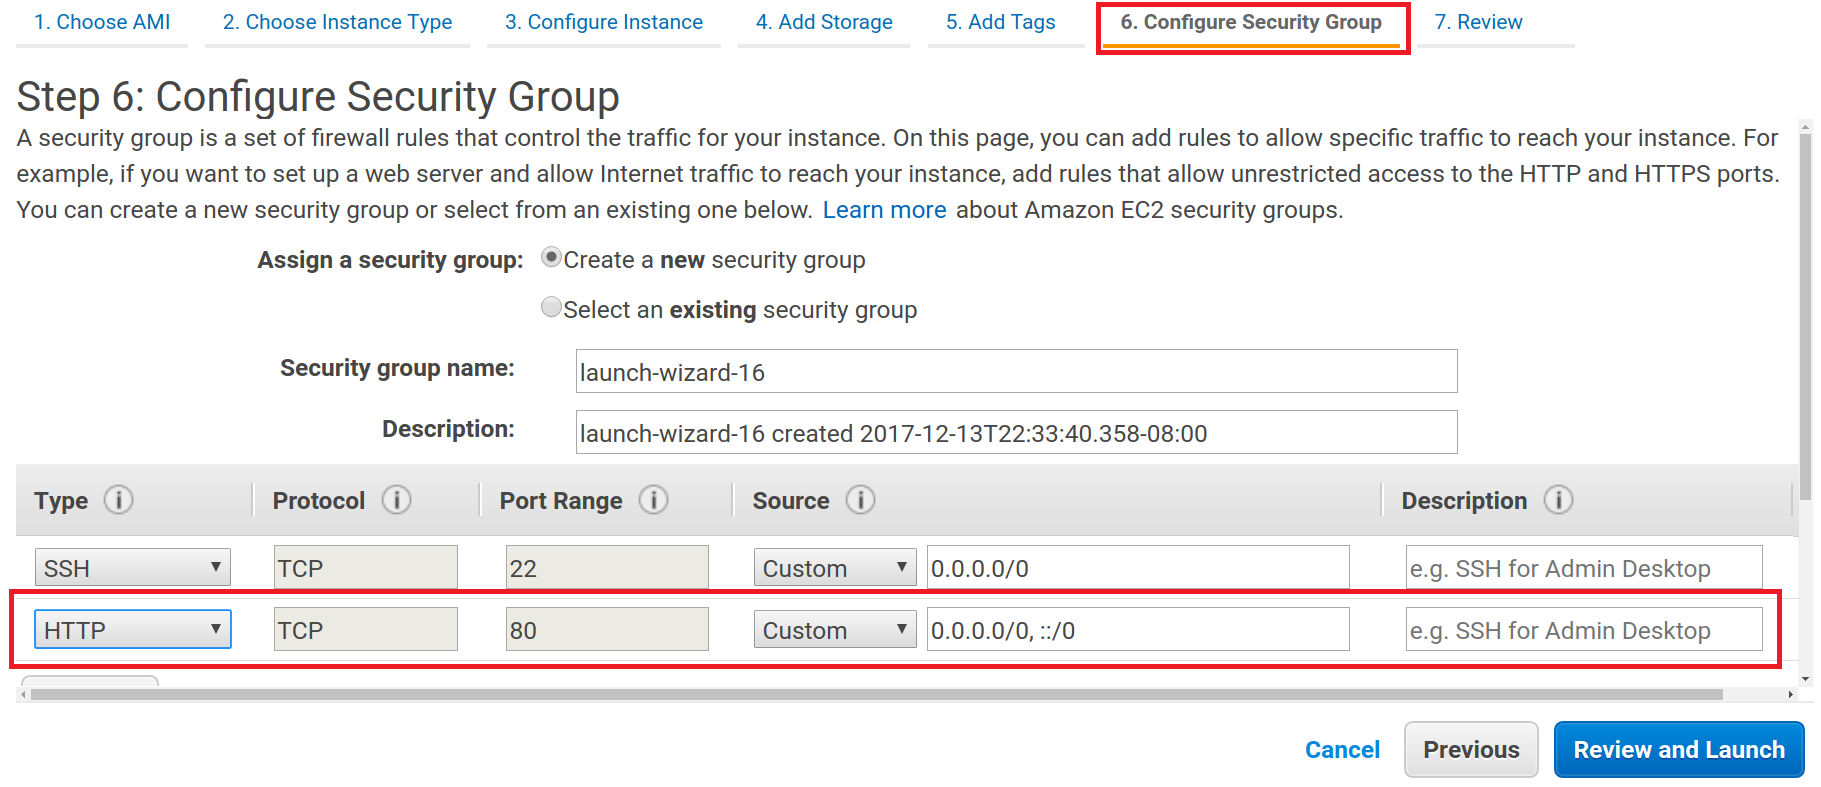 1. Choose AMI 2. Choose Instance Type 3. Configure Instance 4. Add Storage 5. Add Tags 6. Configure Security Group 7. Review
Step 6: Configure Security Group
A security group is a set of firewall rules that control the traffic for your instance. On this page, you can add rules to allow specific traffic to reach your instance. For
example, if you want to set up a web server and allow Internet traffic to reach your instance, add rules that allow unrestricted access to the HTTP and HTTPS ports.
You can create a new security group or select from an existing one below. Learn more about Amazon EC2 security groups.
Assign a security group: Create a new security group
Select an existing security group
Security group name: launch-wizard-16
Description: launch-wizard-16 created 2017-12-13T22:33:40.358-08:00
Type i Protocol i Port Range i Source i Description i
SSH TCP 22 Custom 0.0.0.0/0 e.g. SSH for Admin Desktop
HTTP TCP 80 Custom 0.0.0.0/0, ::/0 e.g. SSH for Admin Desktop
Cancel Previous Review and Launch